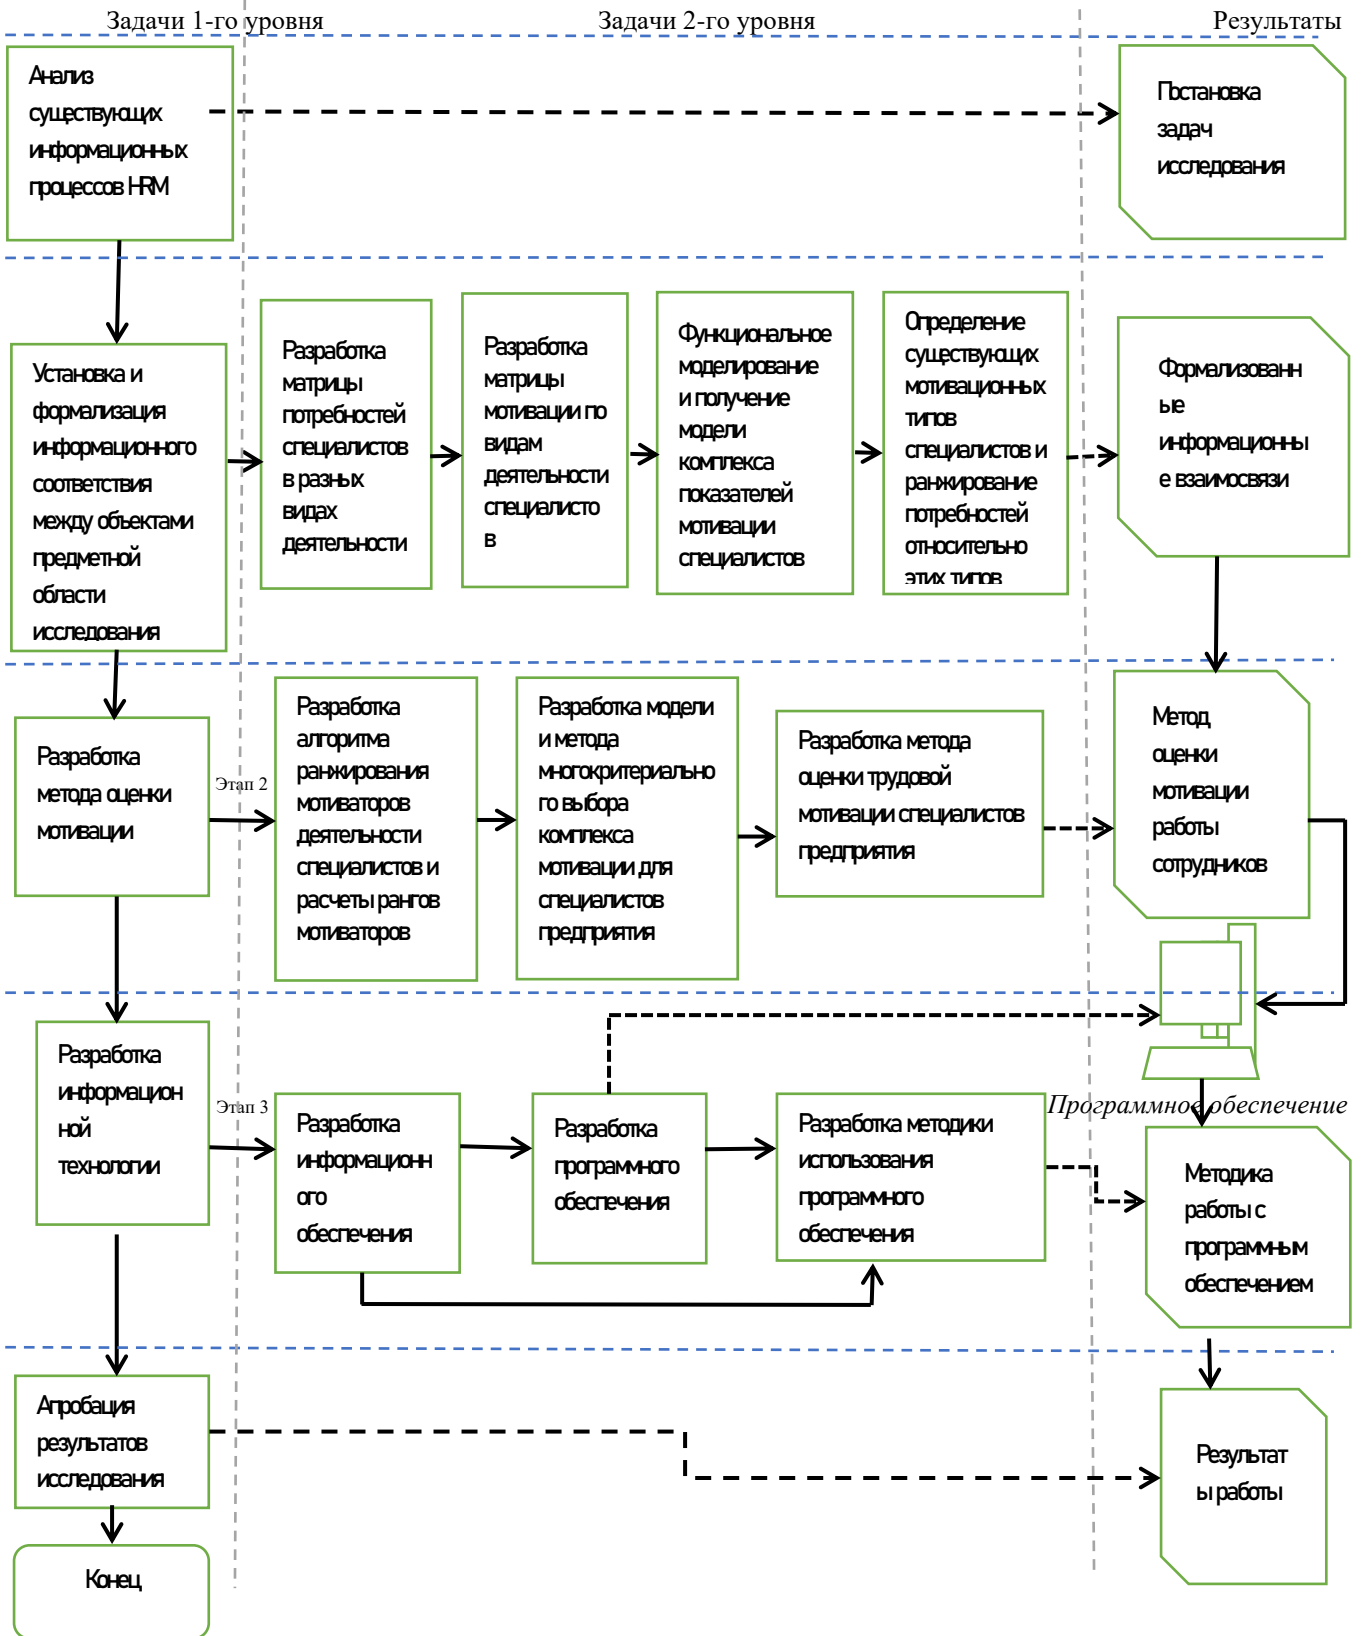 Задачи 1-го уровня
Задачи 2-го уровня
Результаты
Анализ
существующих
информационных
процессов HRM
Постановка
задач
исследования
Установка и
формализация
информационного
соответствия
между объектами
предметной
области
исследования
Разработка
матрицы
потребностей
специалистов
в разных
видах
деятельности
Разработка
матрицы
мотивации по
видам
деятельности
специалисто
в
Функциональное
моделирование
и получение
модели
комплекса
показателей
мотивации
специалистов
Определение
существующих
мотивационных
типов
специалистов и
ранжирование
потребностей
относительно
этих типов
Формализованн
ые
информационны
е взаимосвязи
Разработка
метода оценки
мотивации
Этап 2
Разработка
алгоритма
ранжирования
мотиваторов
деятельности
специалистов и
расчеты рангов
мотиваторов
Разработка модели
и метода
многокритериально
го выбора
комплекса
мотивации для
специалистов
предприятия
Разработка метода
оценки трудовой
мотивации специалистов
предприятия
Метод
оценки
мотивации
работы
сотрудников
Разработка
информацион
ной
технологии
Этап 3
Разработка
информационн
ого
обеспечения
Разработка
программного
обеспечения
Разработка методики
использования
программного
обеспечения
Программное обеспечение
Методика
работы с
программным
обеспечением
Апробация
результатов
исследования
Результат
ы работы
Конец